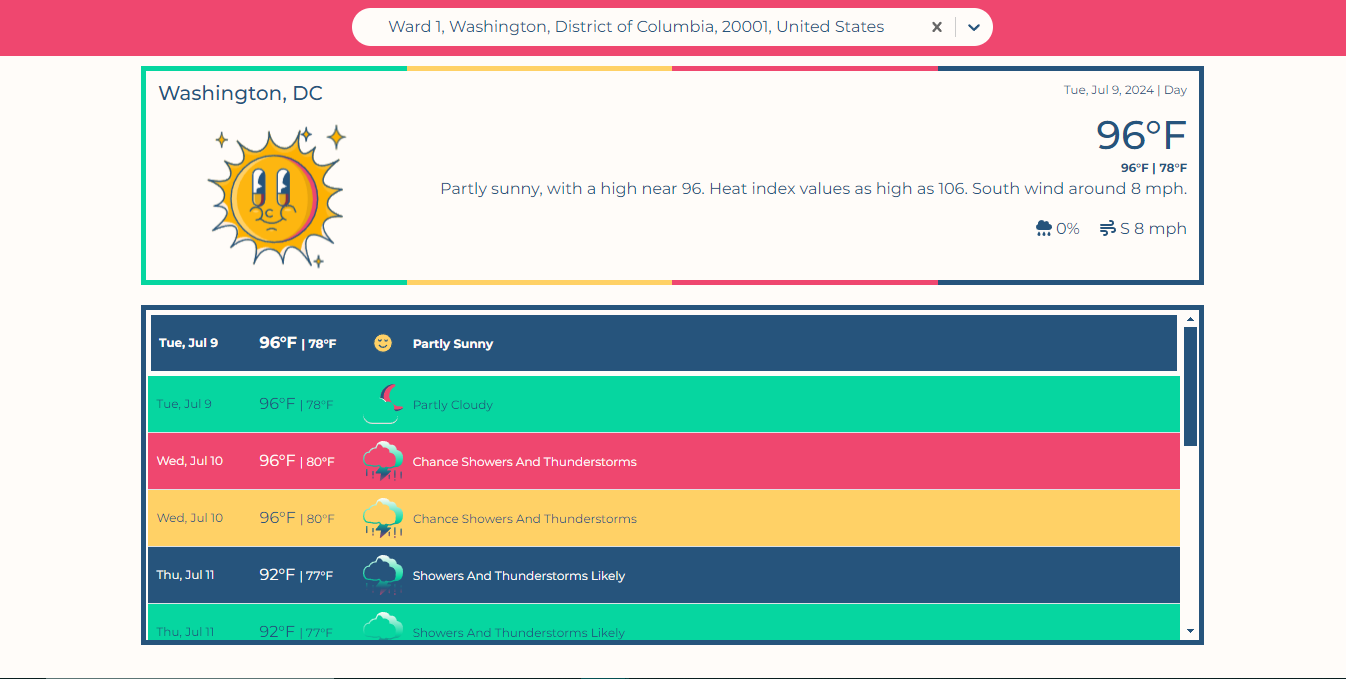 Ward 1, Washington, District of Columbia, 20001, United States
Washington, DC
Tue, Jul 9, 2024 | Day
96°F
96°F | 78°F
Partly sunny, with a high near 96. Heat index values as high as 106. South wind around 8 mph.
0% S 8 mph
Tue, Jul 9 96°F | 78°F Partly Sunny
Tue, Jul 9 96°F | 78°F Partly Cloudy
Wed, Jul 10 96°F | 80°F Chance Showers And Thunderstorms
Wed, Jul 10 96°F | 80°F Chance Showers And Thunderstorms
Thu, Jul 11 92°F | 77°F Showers And Thunderstorms Likely
Thu, Jul 11 92°F | 77°F Showers And Thunderstorms Likely